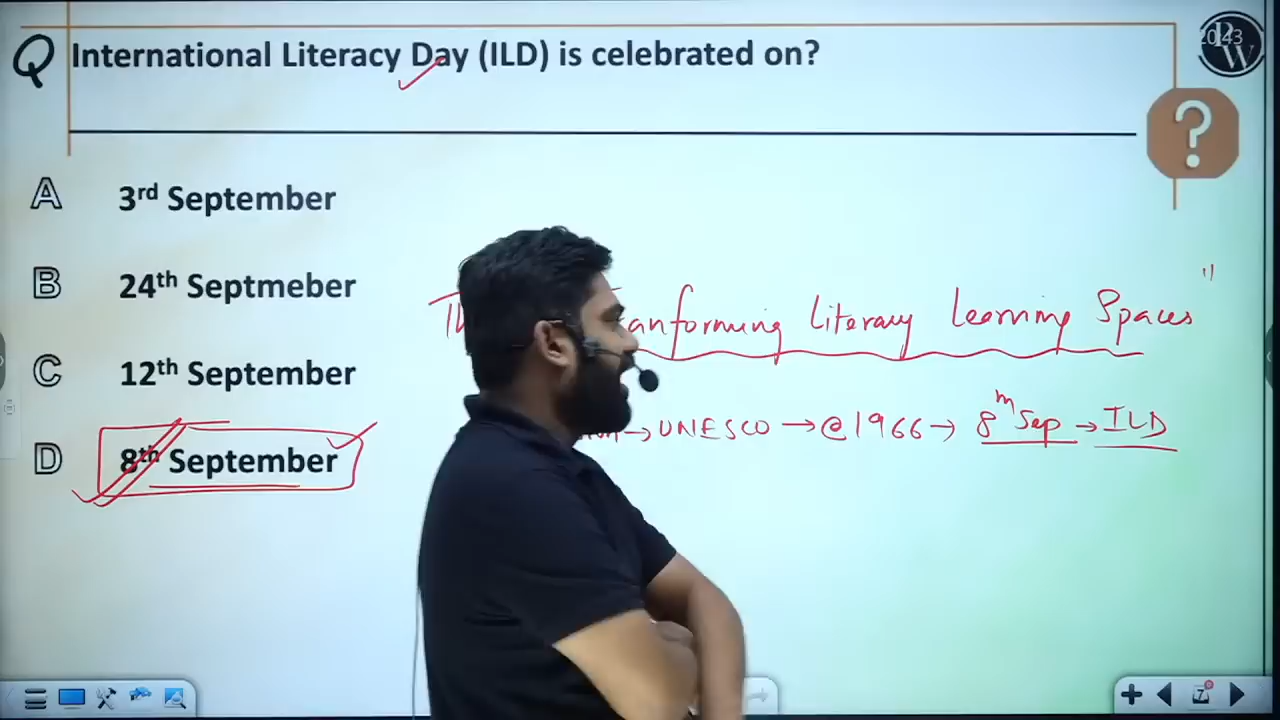 Q International Literacy Day (ILD) is celebrated on?
PW
?
A 3rd September
B 24th Septmeber
C 12th September
D 8th September
Literacy Learning Spaces"
→ UNESCO → @1966 → 8th Sep → ILD